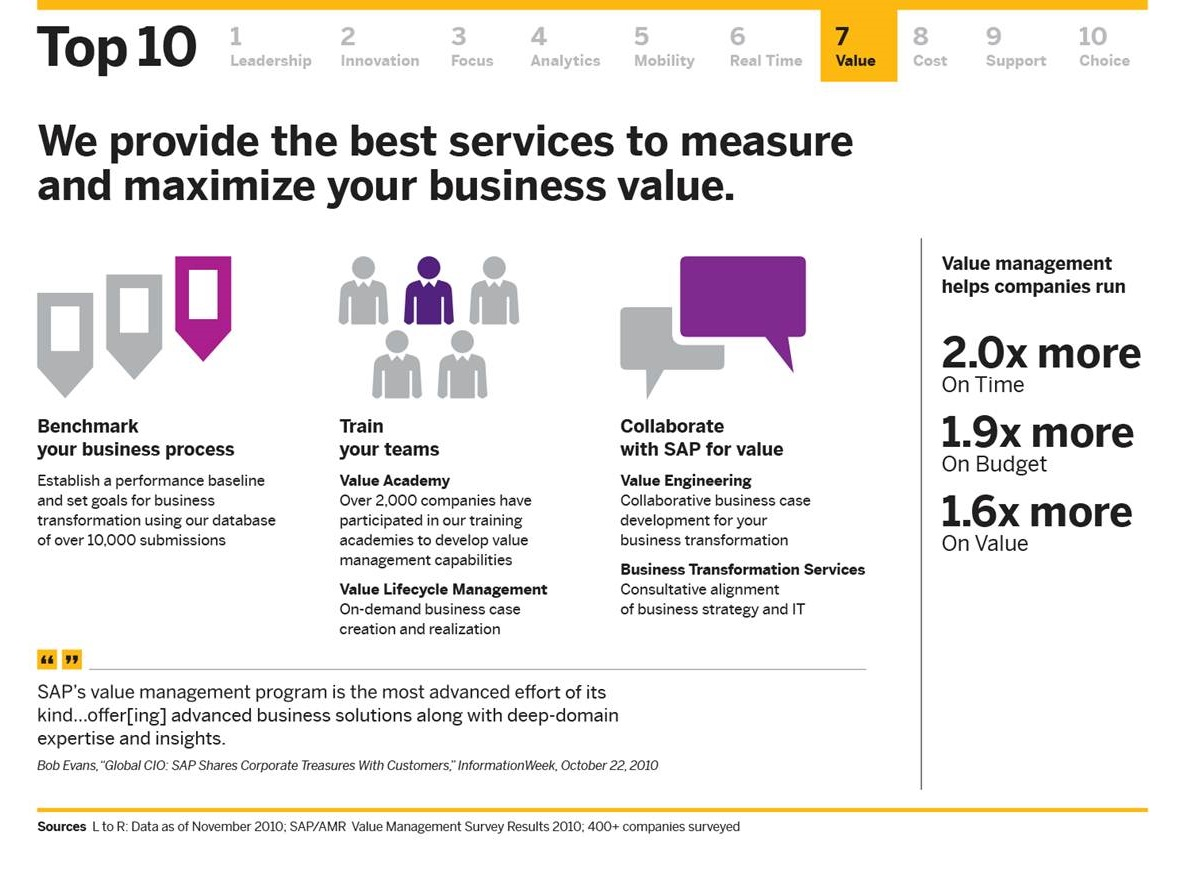 Top 10
1
Leadership
2
Innovation
3
Focus
4
Analytics
5
Mobility
6
Real Time
7
Value
8
Cost
9
Support
10
Choice
We provide the best services to measure
and maximize your business value.
Benchmark
your business process
Establish a performance baseline
and set goals for business
transformation using our database
of over 10,000 submissions
Train
your teams
Value Academy
Over 2,000 companies have
participated in our training
academies to develop value
management capabilities
Value Lifecycle Management
On-demand business case
creation and realization
Collaborate
with SAP for value
Value Engineering
Collaborative business case
development for your
business transformation
Business Transformation Services
Consultative alignment
of business strategy and IT
Value management
helps companies run
2.0x more
On Time
1.9x more
On Budget
1.6x more
On Value
“ ”
SAP’s value management program is the most advanced effort of its
kind...offer[ing] advanced business solutions along with deep-domain
expertise and insights.
Bob Evans, “Global CIO: SAP Shares Corporate Treasures With Customers,” InformationWeek, October 22, 2010
Sources L to R: Data as of November 2010; SAP/AMR Value Management Survey Results 2010; 400+ companies surveyed